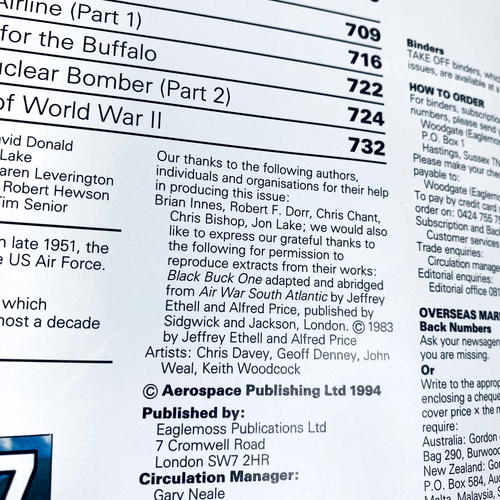 Airline (Part 1)
709
for the Buffalo
716
Nuclear Bomber (Part 2)
722
of World War II
724
732
David Donald
Lake
Karen Leverington
Robert Hewson
Tim Senior
n late 1951, the
US Air Force.
which
most a decade
Our thanks to the following authors,
individuals and organisations for their help
in producing this issue:
Brian Innes, Robert F. Dorr, Chris Chant,
Chris Bishop, Jon Lake; we would also
like to express our grateful thanks to
the following for permission to
reproduce extracts from their works:
Black Buck One adapted and abridged
from Air War South Atlantic by Jeffrey
Ethell and Alfred Price, published by
Sidgwick and Jackson, London. © 1983
by Jeffrey Ethell and Alfred Price
Artists: Chris Davey, Geoff Denney, John
Weal, Keith Woodcock
© Aerospace Publishing Ltd 1994
Published by:
Eaglemoss Publications Ltd
7 Cromwell Road
London SW7 2HR
Circulation Manager:
Gary Neale
Binders
TAKE OFF binders,
issues, are available at
HOW TO ORDER
For binders, subscription
numbers, please send
Woodgate (Eaglemo
P.O. Box 1
Hastings, Sussex
Please make your che
payable to:
Woodgate (Eaglem
To pay by credit card
order on: 0424 755 75
Subscription and Bac
Customer services
Trade enquiries:
Circulation manag
Editorial enquiries:
Editorial office 081
OVERSEAS MAR
Back Numbers
Ask your newsagen
you are missing.
Or
Write to the approp
enclosing a cheque
cover price x the n
require:
Australia: Gordon
Bag 290, Burwood
New Zealand: Gor
P.O. Box 584, Au
Malta, Malaysia, S
7